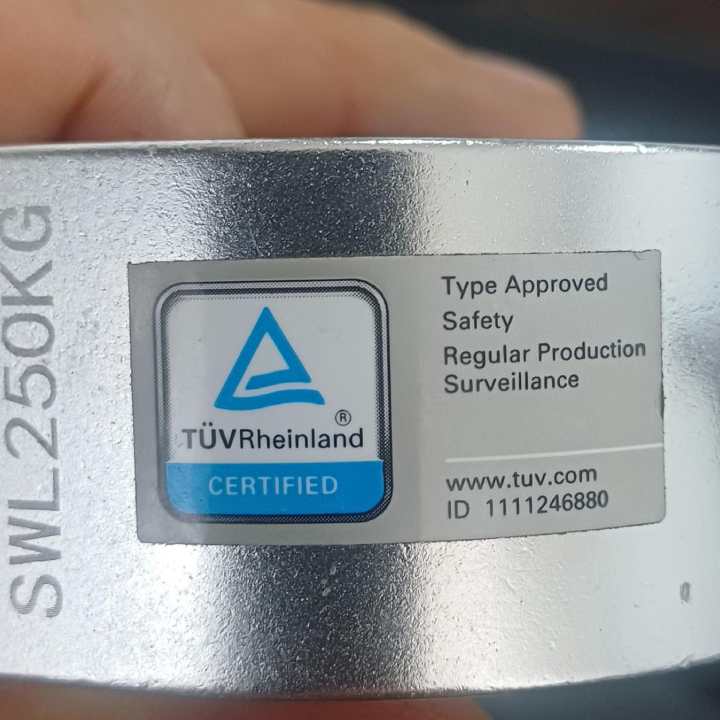 SWL250KG
TÜVRheinland®
CERTIFIED
Type Approved
Safety
Regular Production
Surveillance
www.tuv.com
ID 1111246880